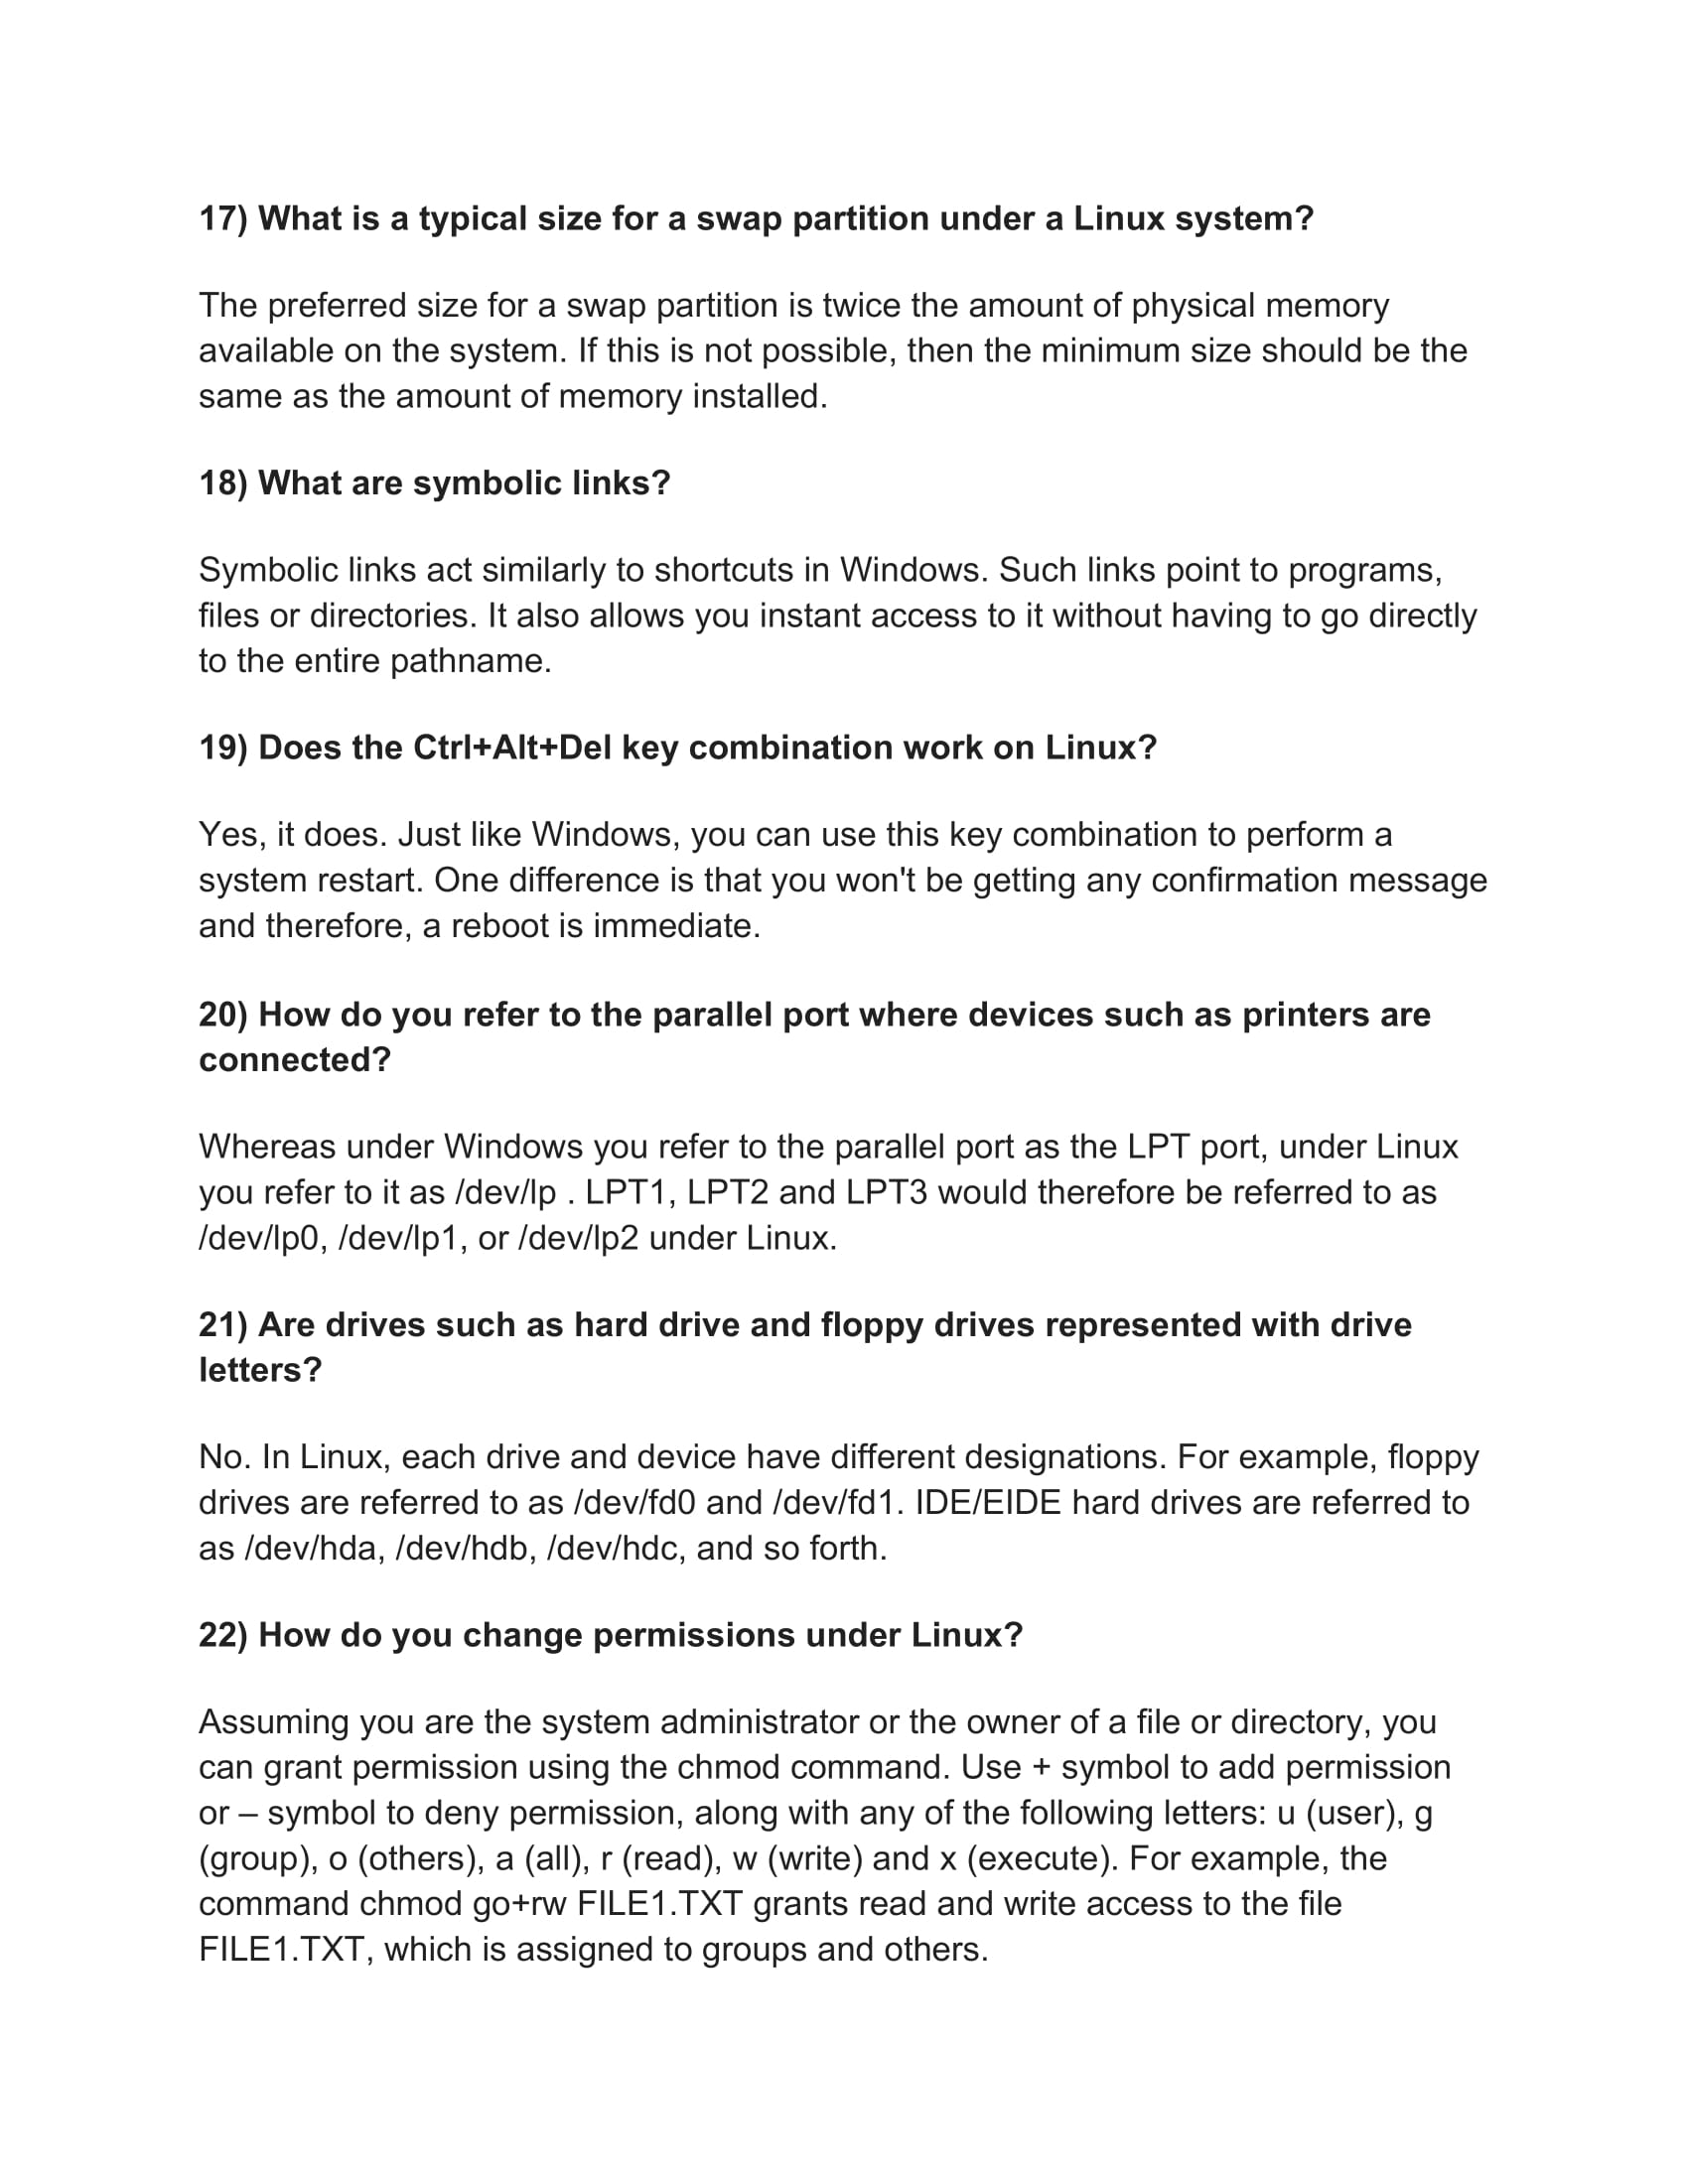 17) What is a typical size for a swap partition under a Linux system?
The preferred size for a swap partition is twice the amount of physical memory
available on the system. If this is not possible, then the minimum size should be the
same as the amount of memory installed.
18) What are symbolic links?
Symbolic links act similarly to shortcuts in Windows. Such links point to programs,
files or directories. It also allows you instant access to it without having to go directly
to the entire pathname.
19) Does the Ctrl+Alt+Del key combination work on Linux?
Yes, it does. Just like Windows, you can use this key combination to perform a
system restart. One difference is that you won't be getting any confirmation message
and therefore, a reboot is immediate.
20) How do you refer to the parallel port where devices such as printers are
connected?
Whereas under Windows you refer to the parallel port as the LPT port, under Linux
you refer to it as /dev/lp . LPT1, LPT2 and LPT3 would therefore be referred to as
/dev/lp0, /dev/lp1, or /dev/lp2 under Linux.
21) Are drives such as hard drive and floppy drives represented with drive
letters?
No. In Linux, each drive and device have different designations. For example, floppy
drives are referred to as /dev/fd0 and /dev/fd1. IDE/EIDE hard drives are referred to
as /dev/hda, /dev/hdb, /dev/hdc, and so forth.
22) How do you change permissions under Linux?
Assuming you are the system administrator or the owner of a file or directory, you
can grant permission using the chmod command. Use + symbol to add permission
or – symbol to deny permission, along with any of the following letters: u (user), g
(group), o (others), a (all), r (read), w (write) and x (execute). For example, the
command chmod go+rw FILE1.TXT grants read and write access to the file
FILE1.TXT, which is assigned to groups and others.